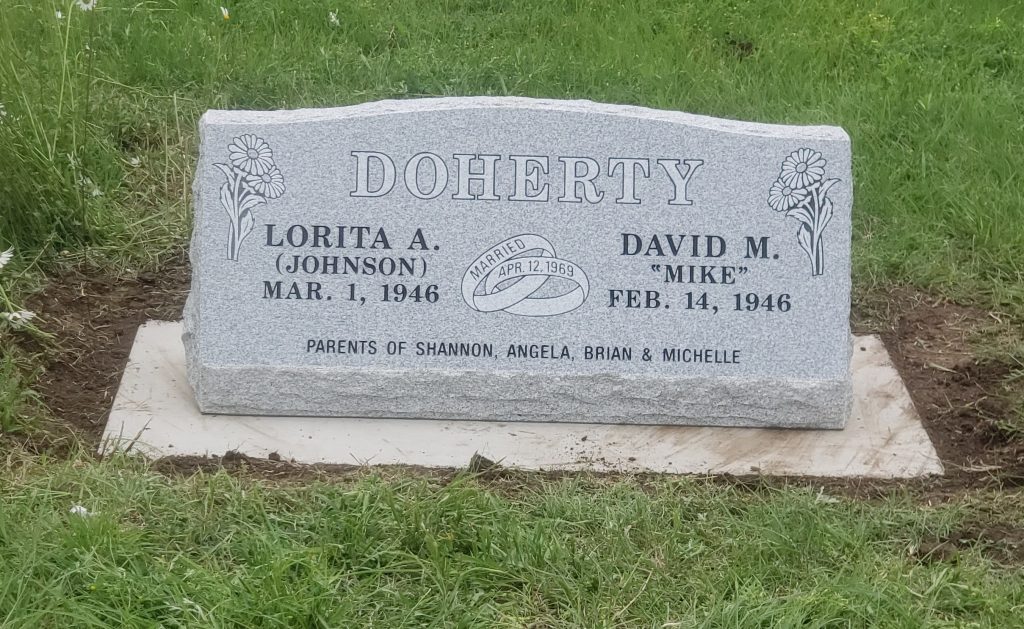 DOHERTY
LORITA A.
(JOHNSON)
MAR. 1, 1946
MARRIED
APR. 12, 1969
DAVID M.
"MIKE"
FEB. 14, 1946
PARENTS OF SHANNON, ANGELA, BRIAN & MICHELLE